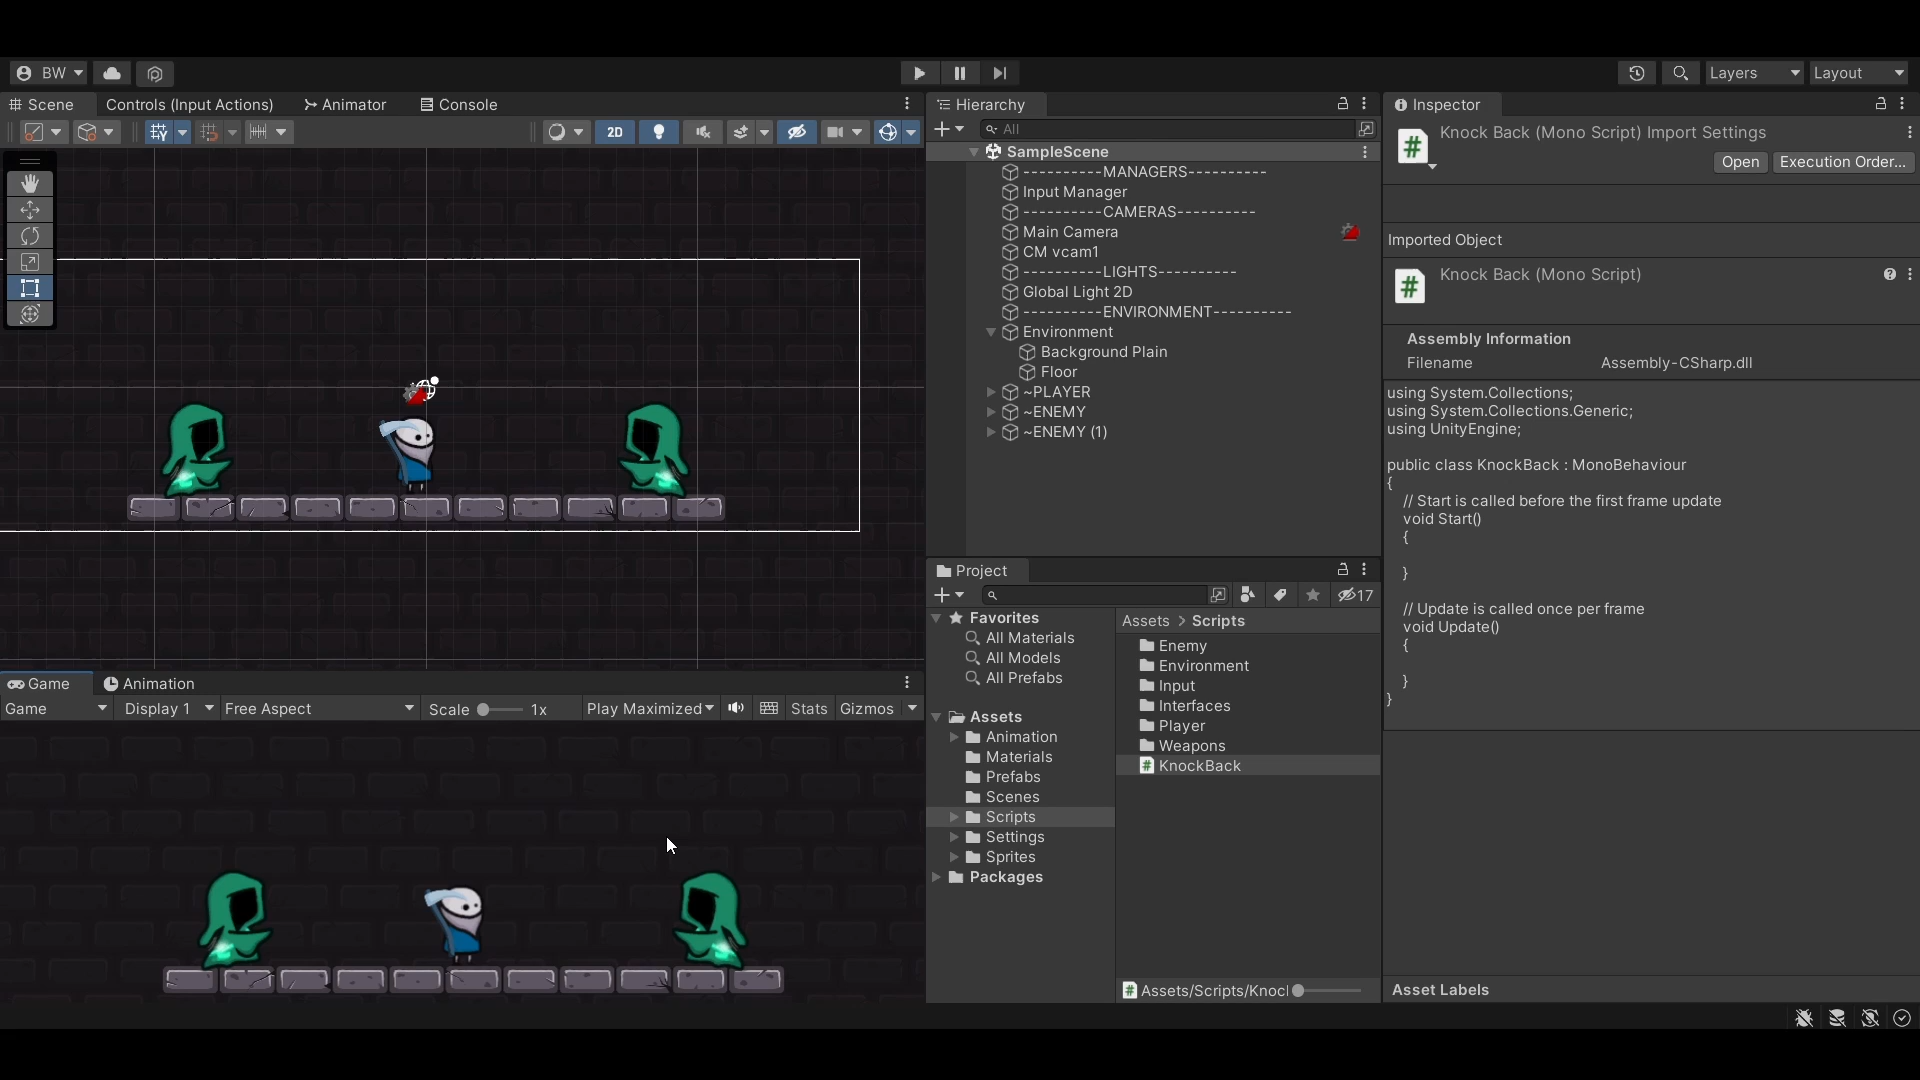 BW
Layers
Layout
Scene
Controls (Input Actions)
Animator
Console
2D
Hierarchy
All
SampleScene
----------MANAGERS----------
Input Manager
----------CAMERAS----------
Main Camera
CM vcam1
----------LIGHTS----------
Global Light 2D
----------ENVIRONMENT----------
Environment
Background Plain
Floor
~PLAYER
~ENEMY
~ENEMY (1)
Inspector
Knock Back (Mono Script) Import Settings
Open
Execution Order...
Imported Object
Knock Back (Mono Script)
Assembly Information
Filename
Assembly-CSharp.dll
using System.Collections;
using System.Collections.Generic;
using UnityEngine;
public class KnockBack : MonoBehaviour
{
// Start is called before the first frame update
void Start()
{
}
// Update is called once per frame
void Update()
{
}
}
Asset Labels
Project
17
Favorites
All Materials
All Models
All Prefabs
Assets
Animation
Materials
Prefabs
Scenes
Scripts
Settings
Sprites
Packages
Assets > Scripts
Enemy
Environment
Input
Interfaces
Player
Weapons
KnockBack
Assets/Scripts/Knocl
Game
Animation
Game
Display 1
Free Aspect
Scale
1x
Play Maximized
Stats
Gizmos